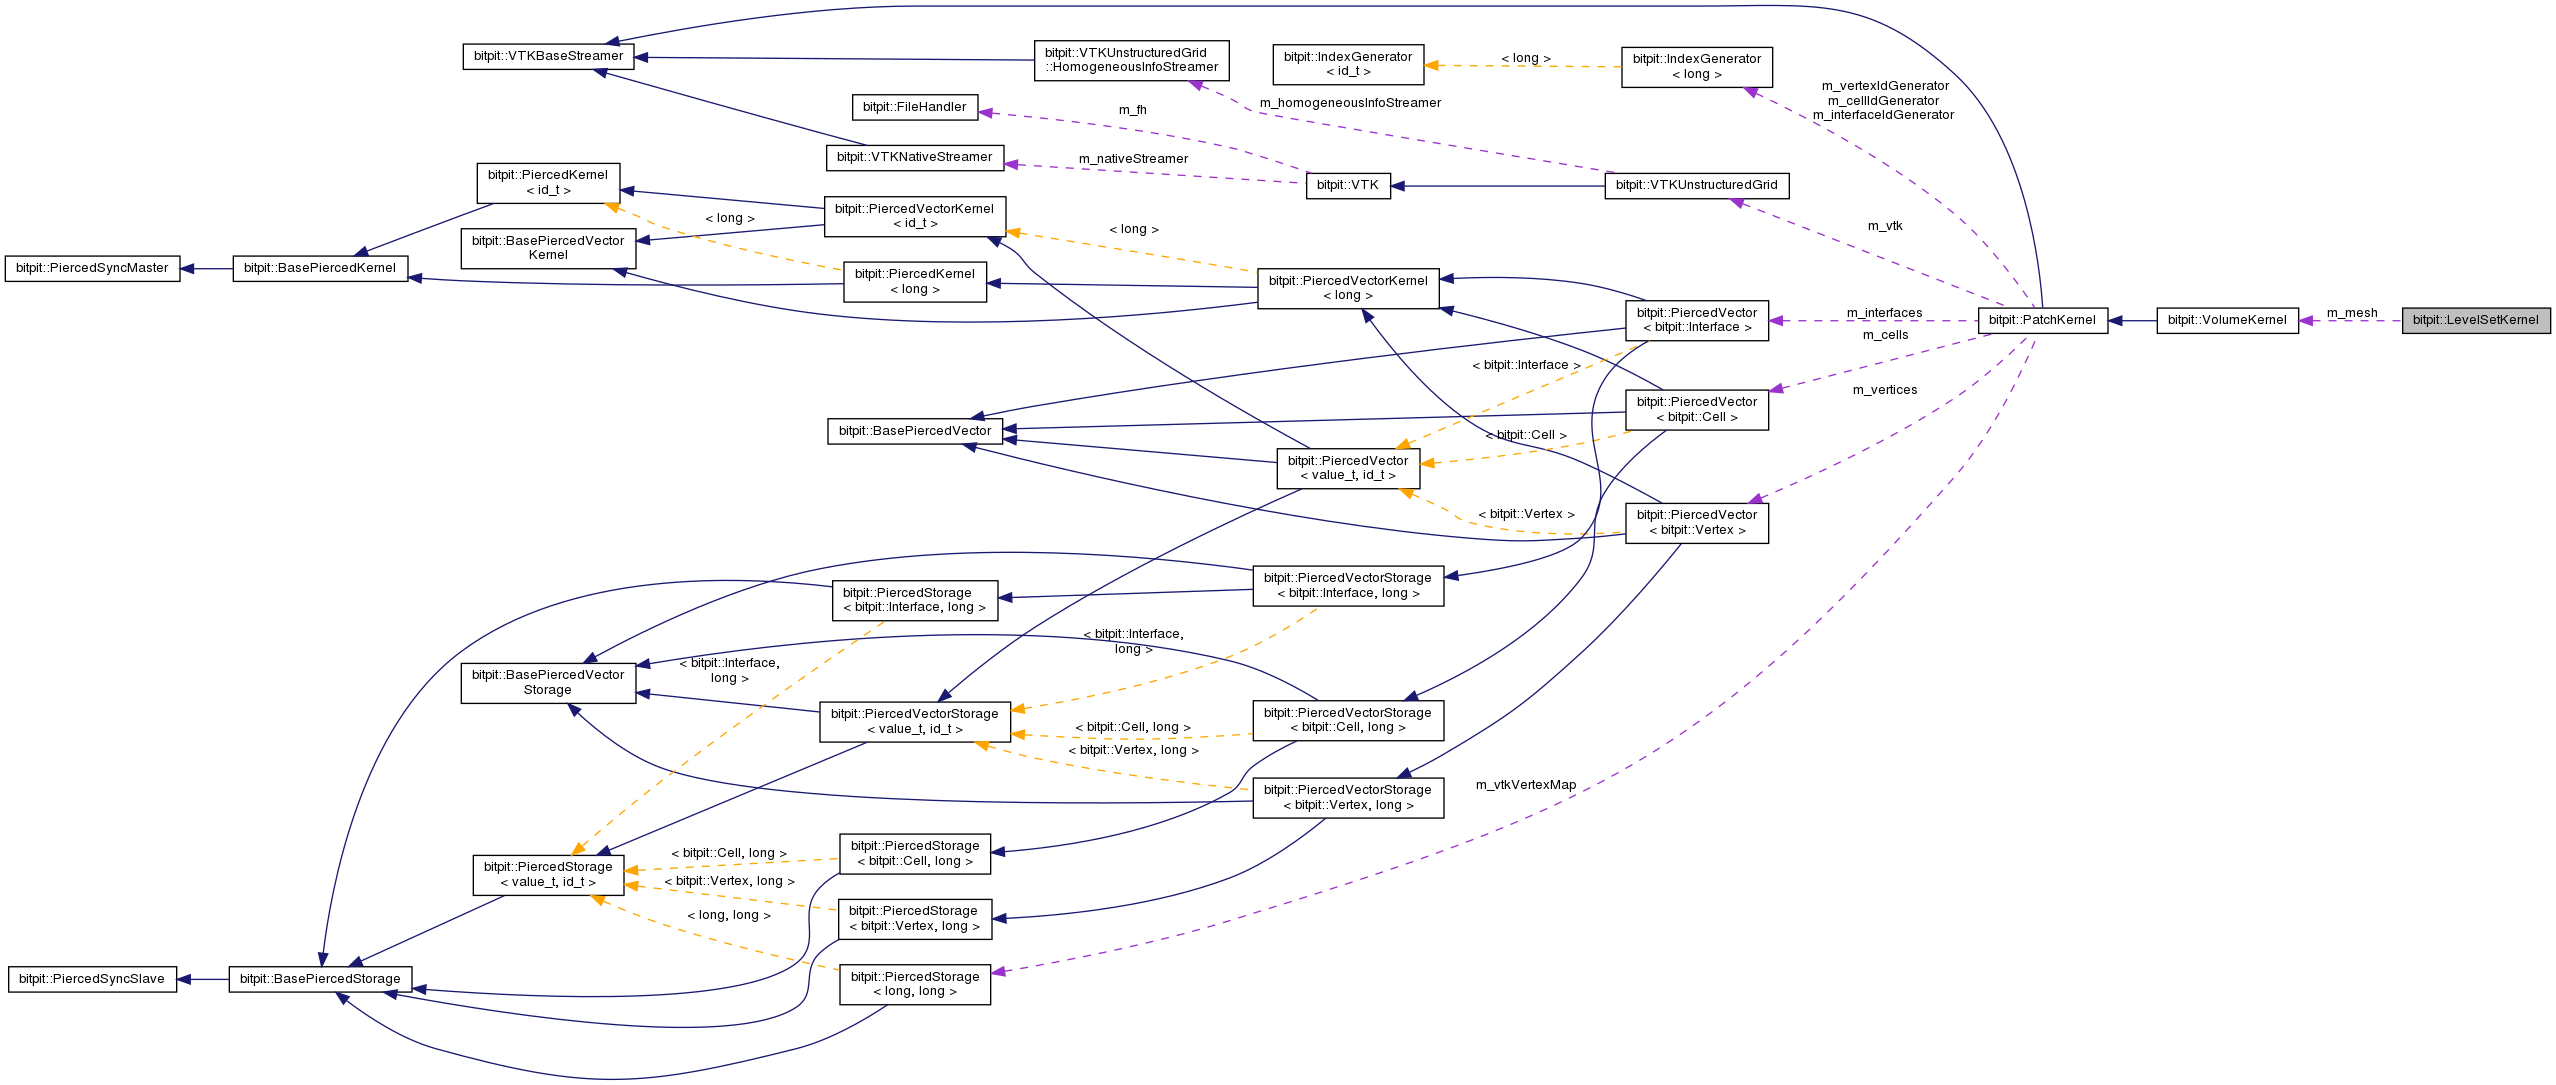 bitpit::VTKBaseStreamer
bitpit::VTKUnstructuredGrid
::HomogeneousInfoStreamer
bitpit::IndexGenerator
< id_t >
< long >
bitpit::IndexGenerator
< long >
m_vertexIdGenerator
m_cellIdGenerator
m_interfaceIdGenerator
bitpit::FileHandler
m_fh
m_homogeneousInfoStreamer
bitpit::VTKNativeStreamer
m_nativeStreamer
bitpit::VTK
bitpit::VTKUnstructuredGrid
m_vtk
bitpit::PiercedKernel
< id_t >
< long >
bitpit::PiercedVectorKernel
< id_t >
< long >
bitpit::BasePiercedVector
Kernel
bitpit::PiercedSyncMaster
bitpit::BasePiercedKernel
bitpit::PiercedKernel
< long >
bitpit::PiercedVectorKernel
< long >
bitpit::PiercedVector
< bitpit::Interface >
m_interfaces
m_cells
bitpit::PatchKernel
bitpit::VolumeKernel
m_mesh
bitpit::LevelSetKernel
< bitpit::Interface >
bitpit::PiercedVector
< bitpit::Cell >
m_vertices
bitpit::BasePiercedVector
< bitpit::Cell >
bitpit::PiercedVector
< value_t, id_t >
< bitpit::Vertex >
bitpit::PiercedVector
< bitpit::Vertex >
bitpit::PiercedStorage
< bitpit::Interface, long >
bitpit::PiercedVectorStorage
< bitpit::Interface, long >
< bitpit::Interface,
long >
< bitpit::Interface,
long >
bitpit::BasePiercedVector
Storage
bitpit::PiercedVectorStorage
< value_t, id_t >
< bitpit::Cell, long >
< bitpit::Vertex, long >
bitpit::PiercedVectorStorage
< bitpit::Cell, long >
bitpit::PiercedVectorStorage
< bitpit::Vertex, long >
m_vtkVertexMap
bitpit::PiercedStorage
< value_t, id_t >
< bitpit::Cell, long >
< bitpit::Vertex, long >
< long, long >
bitpit::PiercedStorage
< bitpit::Cell, long >
bitpit::PiercedStorage
< bitpit::Vertex, long >
bitpit::PiercedSyncSlave
bitpit::BasePiercedStorage
bitpit::PiercedStorage
< long, long >